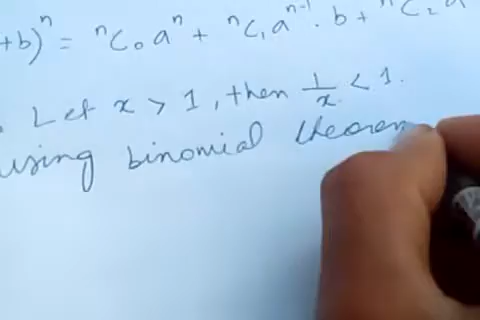 +b)ⁿ = ⁿC₀ aⁿ + ⁿC₁ aⁿ⁻¹ . b + ⁿC₂ a
. Let x > 1, then 1/x < 1.
using binomial theorem